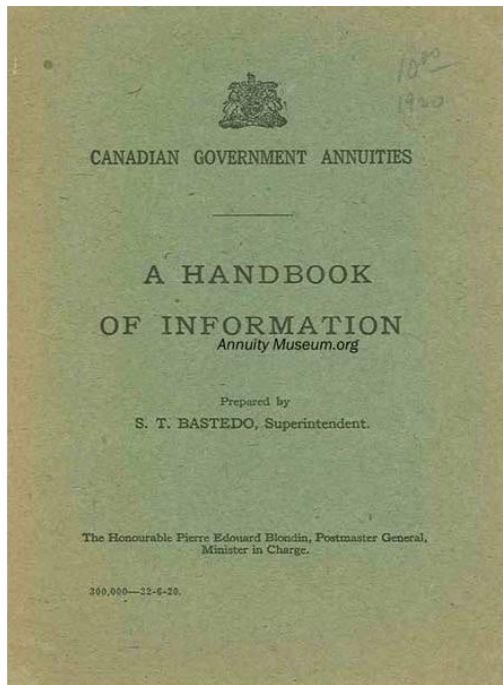 10.00
1920
CANADIAN GOVERNMENT ANNUITIES
A HANDBOOK
OF INFORMATION
Annuity Museum.org
Prepared by
S. T. BASTEDO, Superintendent.
The Honourable Pierre Edouard Blondin, Postmaster General,
Minister in Charge.
300,000—22-6-20.